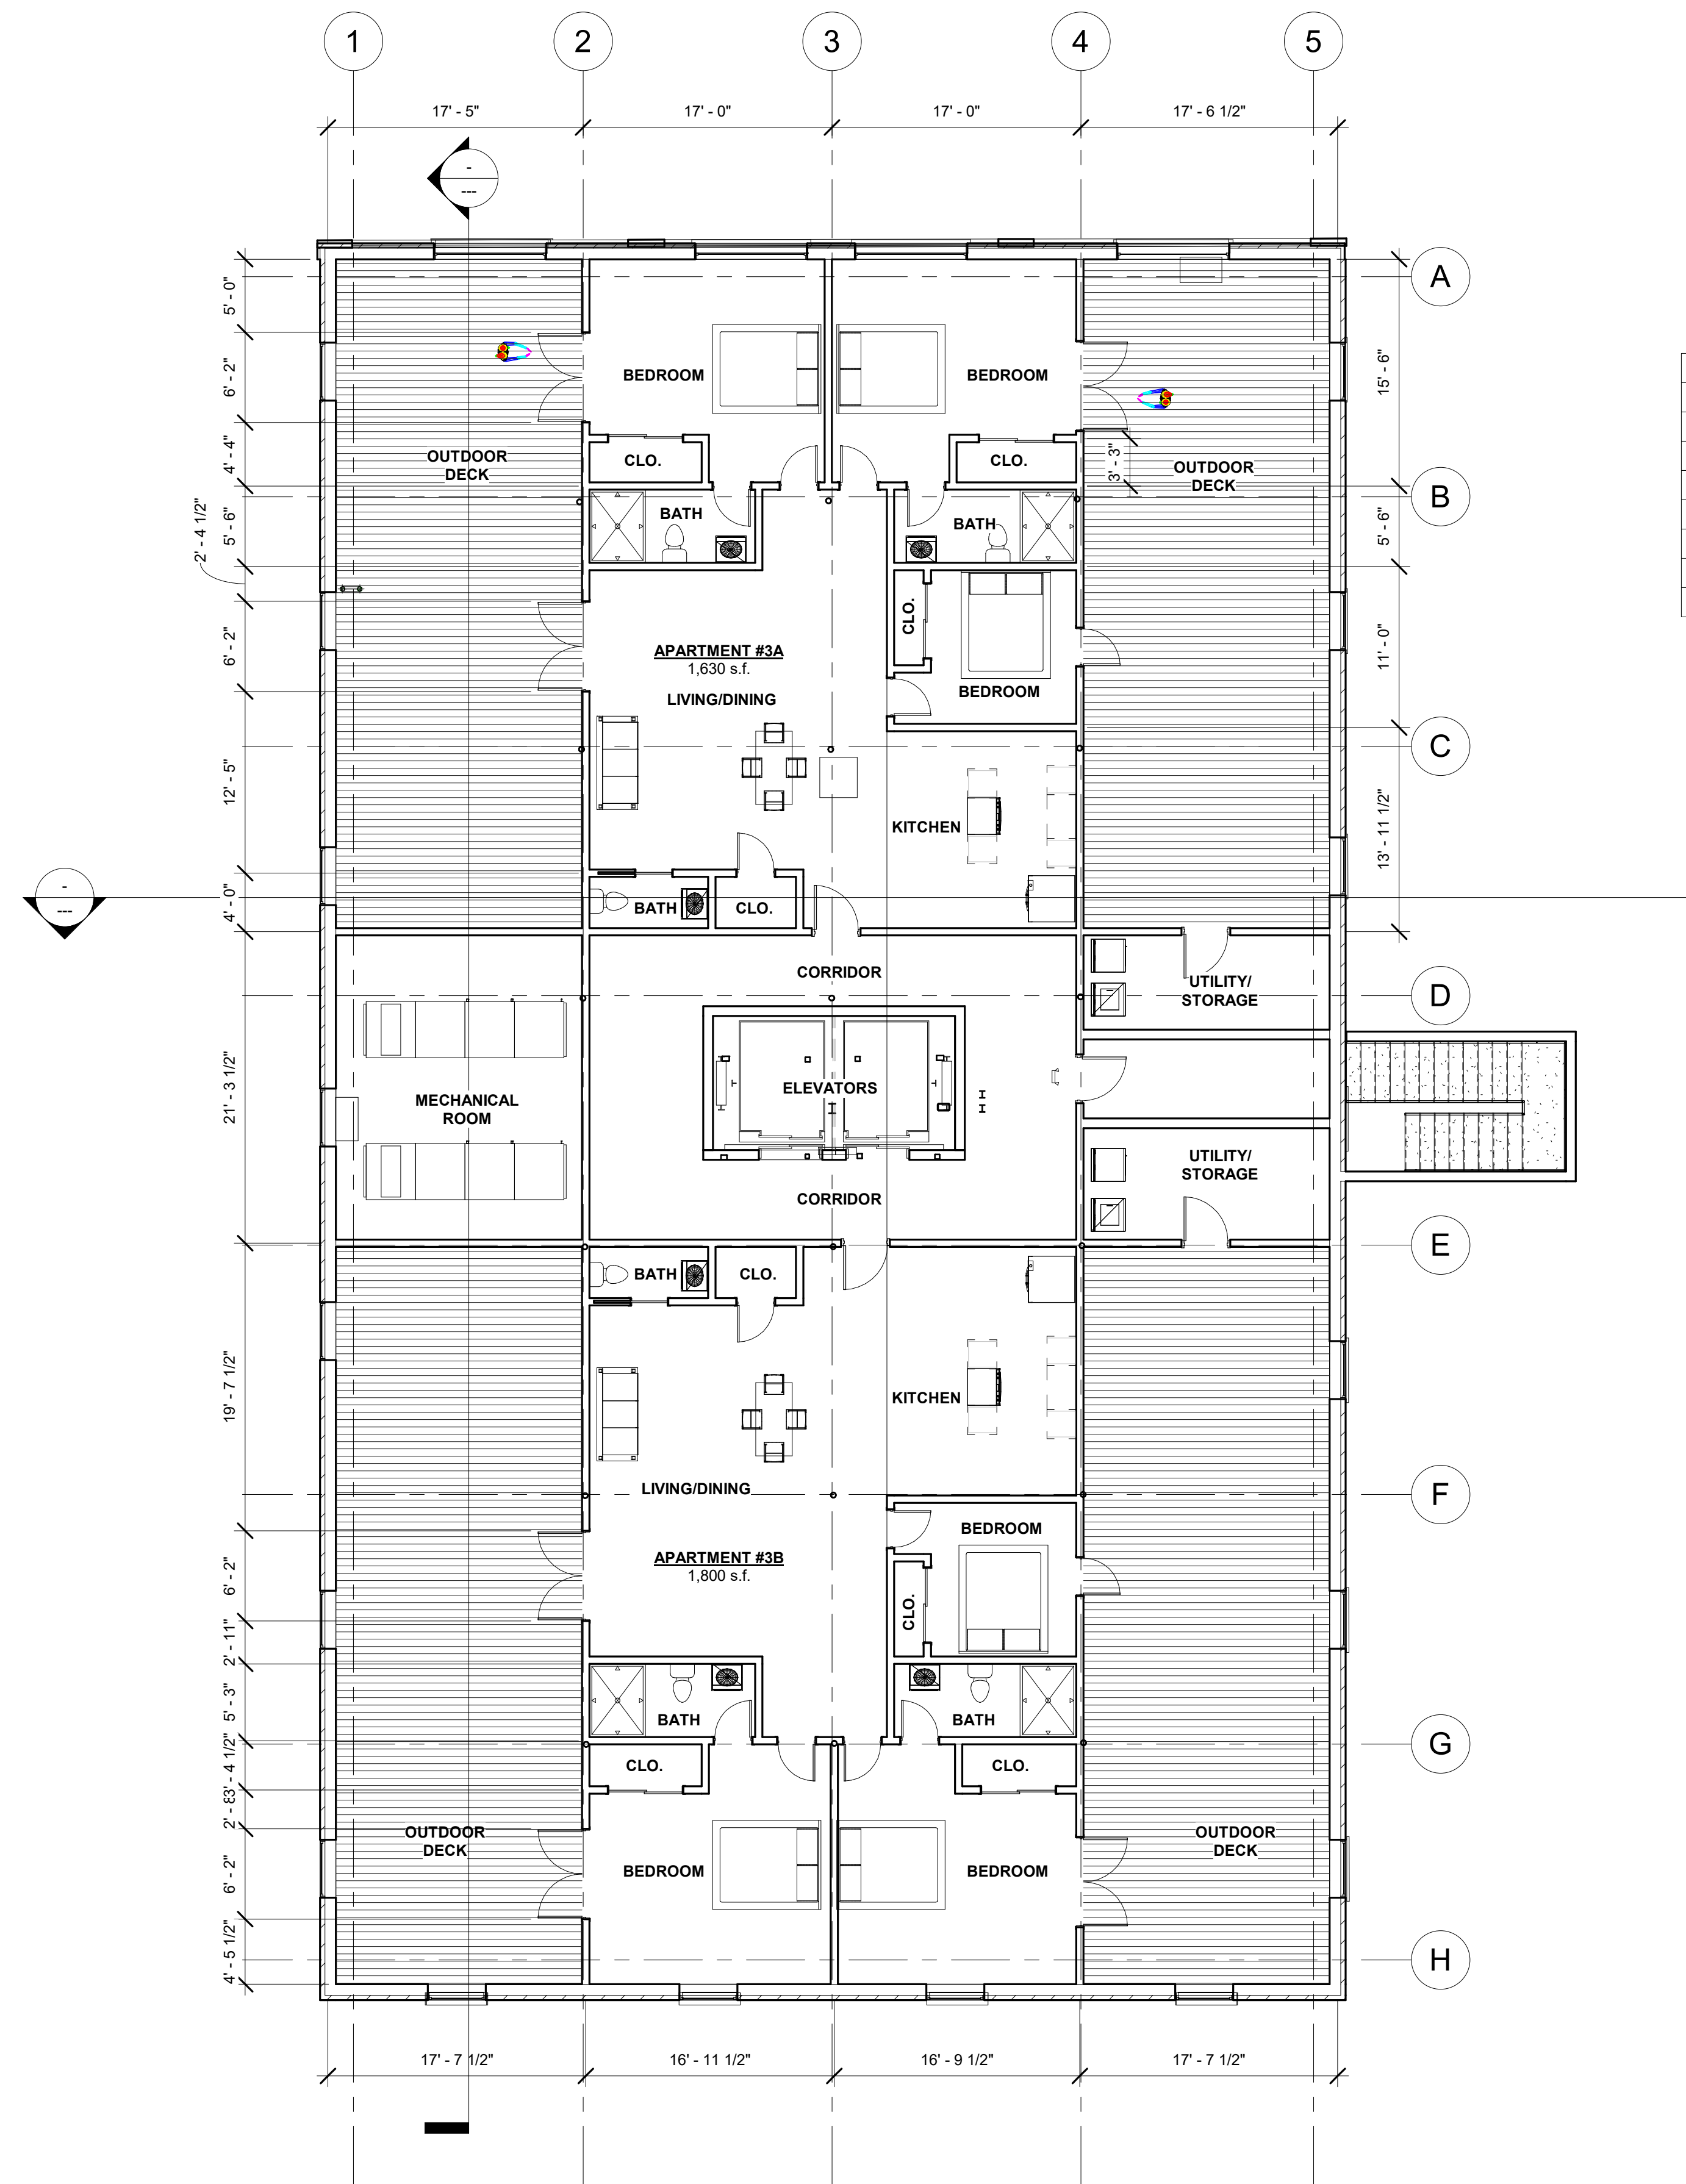 1 2 3 4 5
17' - 5" 17' - 0" 17' - 0" 17' - 6 1/2"
-
---
A
5' - 0"
6' - 2"
15' - 6"
BEDROOM BEDROOM
4' - 4"
OUTDOOR
DECK
CLO. CLO.
3' - 3"
OUTDOOR
DECK
B
2' - 4 1/2"
5' - 6"
BATH BATH
5' - 6"
CLO.
6' - 2"
APARTMENT #3A
1,630 s.f.
LIVING/DINING
BEDROOM
11' - 0"
C
12' - 5"
KITCHEN
13' - 11 1/2"
-
---
4' - 0"
BATH CLO.
CORRIDOR
UTILITY/
STORAGE
D
21' - 3 1/2"
MECHANICAL
ROOM
ELEVATORS
UTILITY/
STORAGE
CORRIDOR
E
BATH CLO.
19' - 7 1/2"
KITCHEN
LIVING/DINING
F
BEDROOM
APARTMENT #3B
1,800 s.f.
6' - 2"
CLO.
2' - 11"
5' - 3"
BATH BATH
G
3' - 4 1/2"
CLO. CLO.
2' - 8"
OUTDOOR
DECK
OUTDOOR
DECK
6' - 2"
BEDROOM BEDROOM
4' - 5 1/2"
H
17' - 7 1/2" 16' - 11 1/2" 16' - 9 1/2" 17' - 7 1/2"